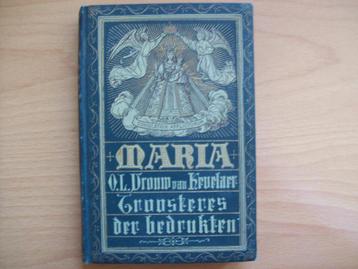 MARIA
O.L. Vrouw van Kevelaer
Troosteres
der bedrukten